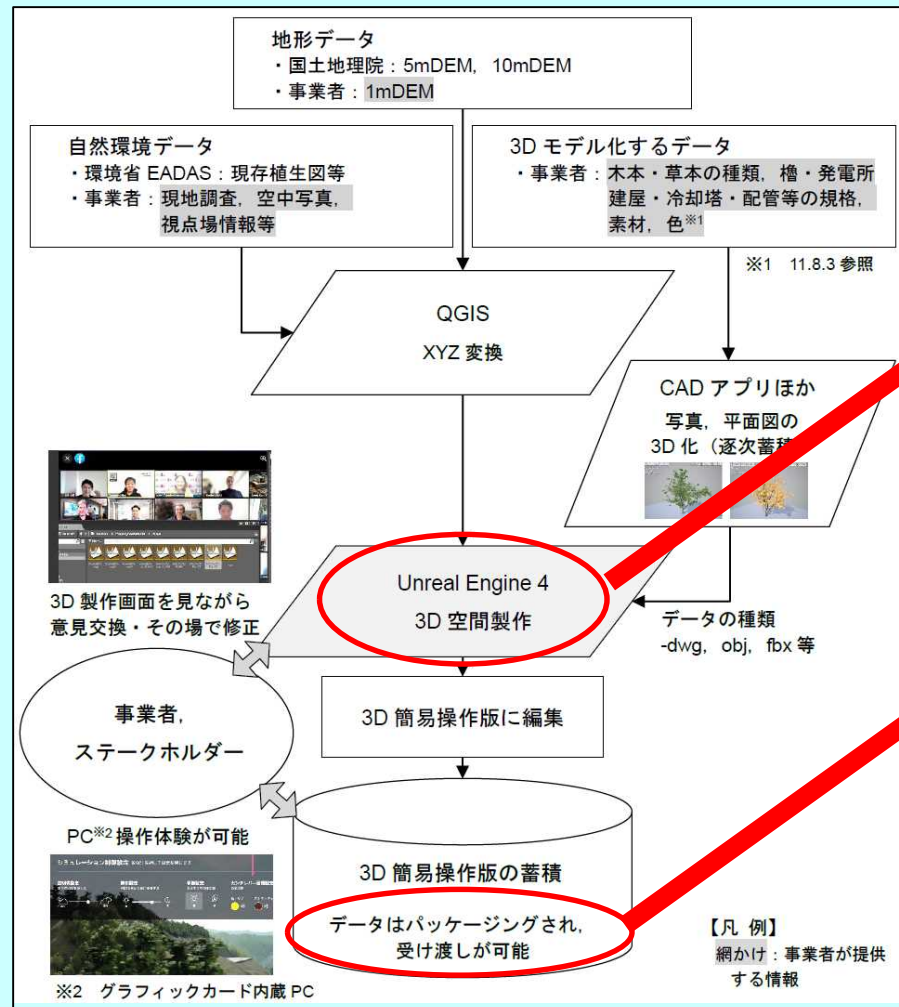 地形データ
・国土地理院：5mDEM，10mDEM
・事業者：1mDEM
自然環境データ
・環境省 EADAS：現存植生図等
・事業者：現地調査，空中写真，
視点場情報等
3D モデル化するデータ
・事業者：木本・草本の種類，櫓・発電所
建屋・冷却塔・配管等の規格，
素材，色※1
※1　11.8.3 参照
QGIS
XYZ 変換
CAD アプリほか
写真，平面図の
3D 化（逐次蓄積
Unreal Engine 4
3D 空間製作
データの種類
-dwg，obj，fbx 等
3D 製作画面を見ながら
意見交換・その場で修正
事業者，
ステークホルダー
3D 簡易操作版に編集
PC※2 操作体験が可能
3D 簡易操作版の蓄積
データはパッケージングされ，
受け渡しが可能
※2　グラフィックカード内蔵 PC
【凡 例】
網かけ：事業者が提供
する情報